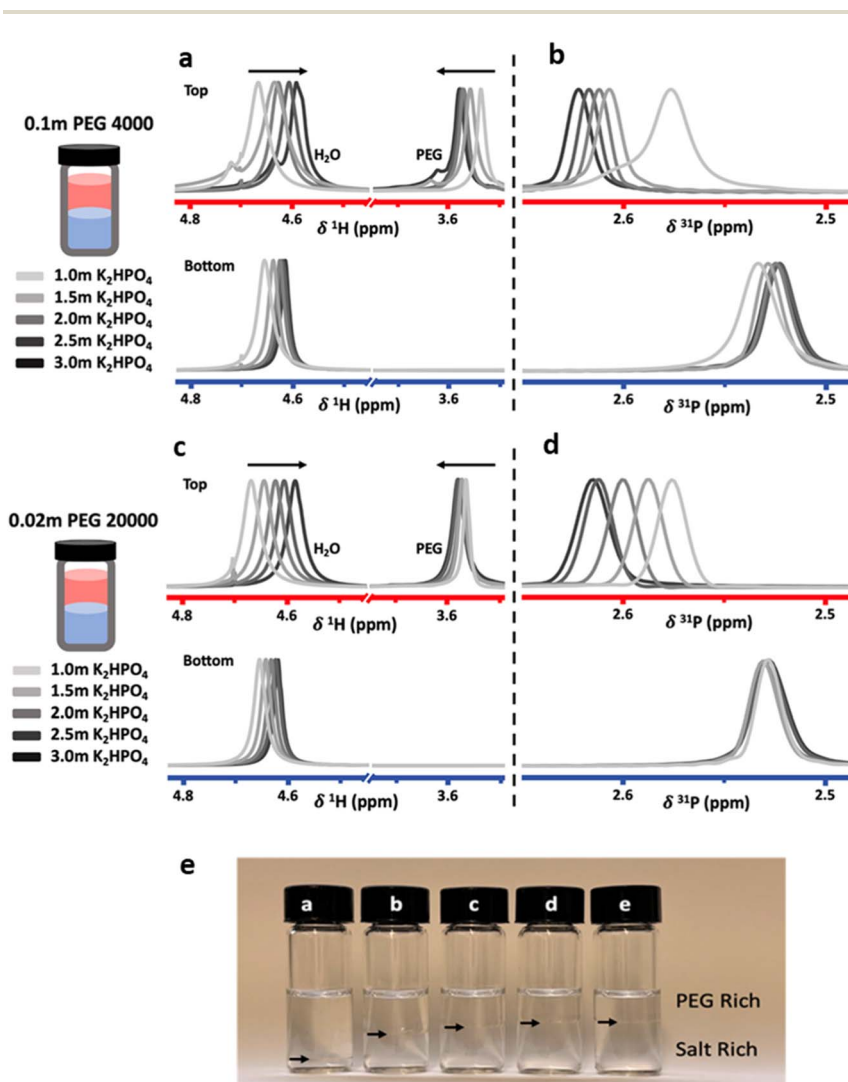 a
b
Top
0.1m PEG 4000
H₂O
PEG
4.8
4.6
3.6
2.6
2.5
δ ¹H (ppm)
δ ³¹P (ppm)
Bottom
1.0m K₂HPO₄
1.5m K₂HPO₄
2.0m K₂HPO₄
2.5m K₂HPO₄
3.0m K₂HPO₄
4.8
4.6
3.6
2.6
2.5
δ ¹H (ppm)
δ ³¹P (ppm)
c
d
Top
0.02m PEG 20000
H₂O
PEG
4.8
4.6
3.6
2.6
2.5
δ ¹H (ppm)
δ ³¹P (ppm)
Bottom
1.0m K₂HPO₄
1.5m K₂HPO₄
2.0m K₂HPO₄
2.5m K₂HPO₄
3.0m K₂HPO₄
4.8
4.6
3.6
2.6
2.5
δ ¹H (ppm)
δ ³¹P (ppm)
e
a b c d e
PEG Rich
Salt Rich